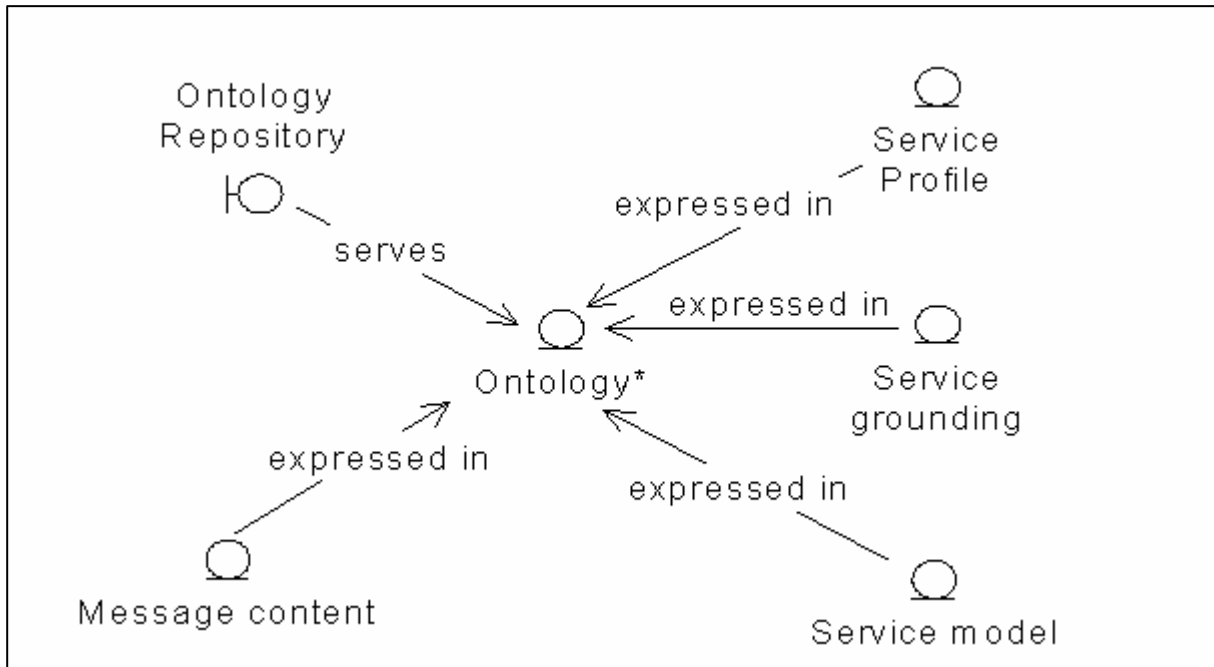 Ontology
Repository
Service
Profile
expressed in
serves
expressed in
Ontology*
Service
grounding
expressed in
expressed in
Message content
Service model